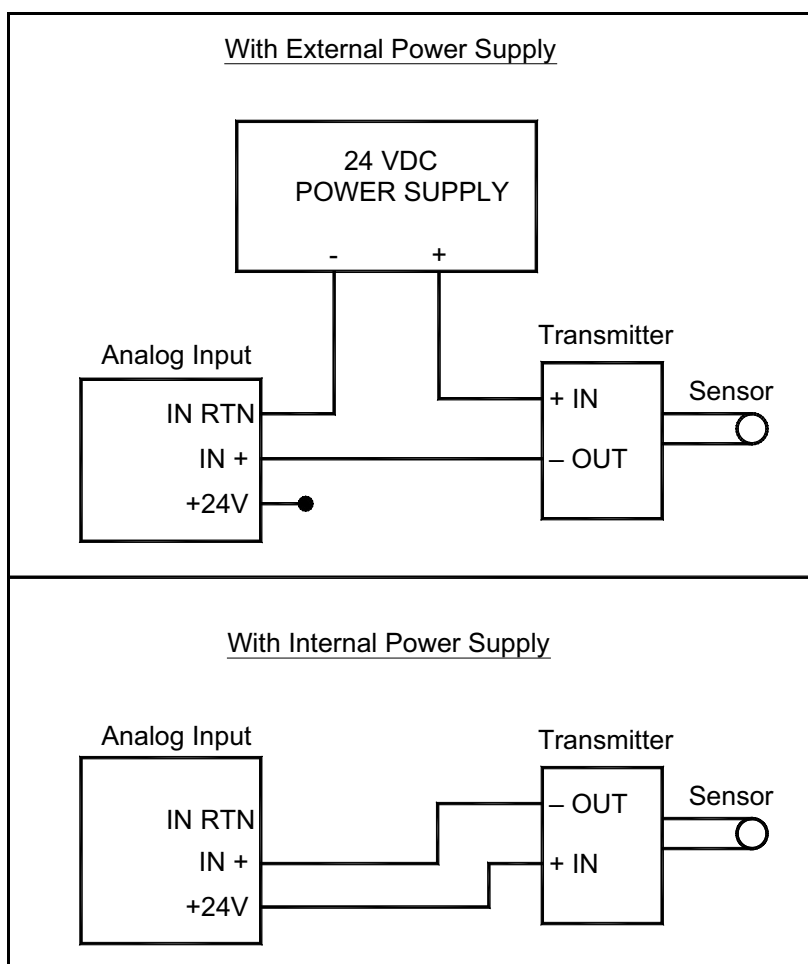 With External Power Supply
24 VDC
POWER SUPPLY
- +
Transmitter
Analog Input
Sensor
IN RTN
+ IN
IN +
– OUT
+24V
With Internal Power Supply
Analog Input
Transmitter
Sensor
– OUT
IN RTN
IN +
+ IN
+24V